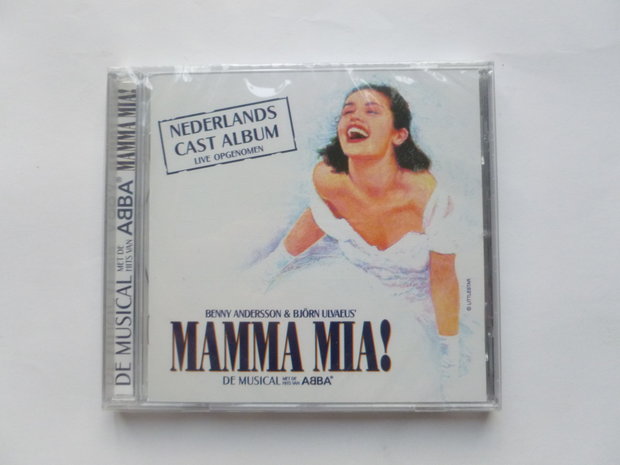 NEDERLANDS
CAST ALBUM
LIVE OPGENOMEN
BENNY ANDERSSON & BJÖRN ULVAEUS'
MAMMA MIA!
DE MUSICAL MET DE HITS VAN ABBA®
© LITTLESTAR
DE MUSICAL MET DE HITS VAN ABBA® MAMMA MIA!